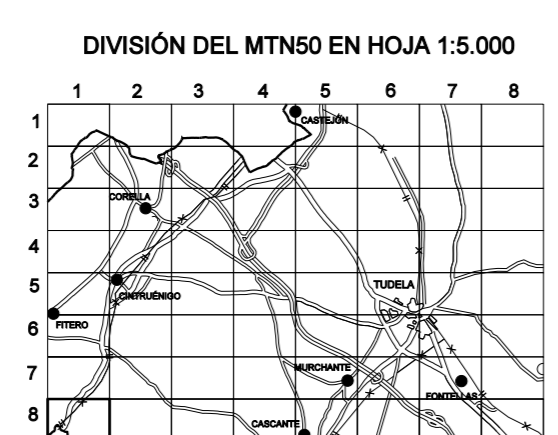 DIVISIÓN DEL MTN50 EN HOJA 1:5.000
1 2 3 4 5 6 7 8
1
CASTEJÓN
2
3
CORELLA
4
5
TUDELA
CINTRUÉNIGO
6
FITERO
7
MURCHANTE
FONTELLAS
8
CASCANTE